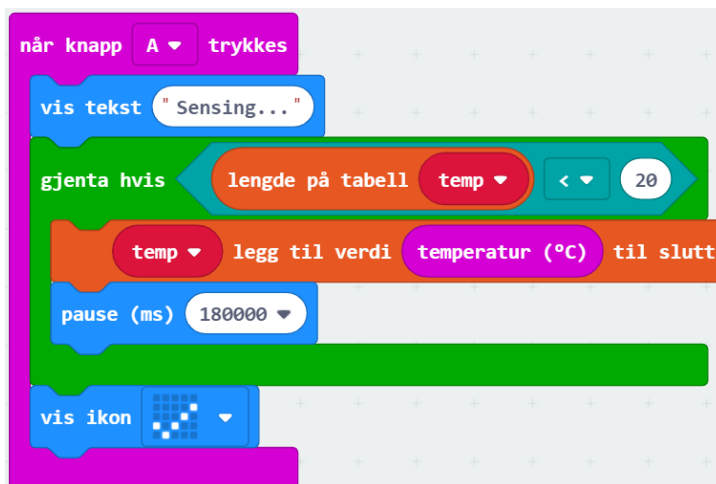 når knapp A trykkes
vis tekst "Sensing..."
gjenta hvis lengde på tabell temp < 20
temp legg til verdi temperatur (°C) til slutt
pause (ms) 180000
vis ikon